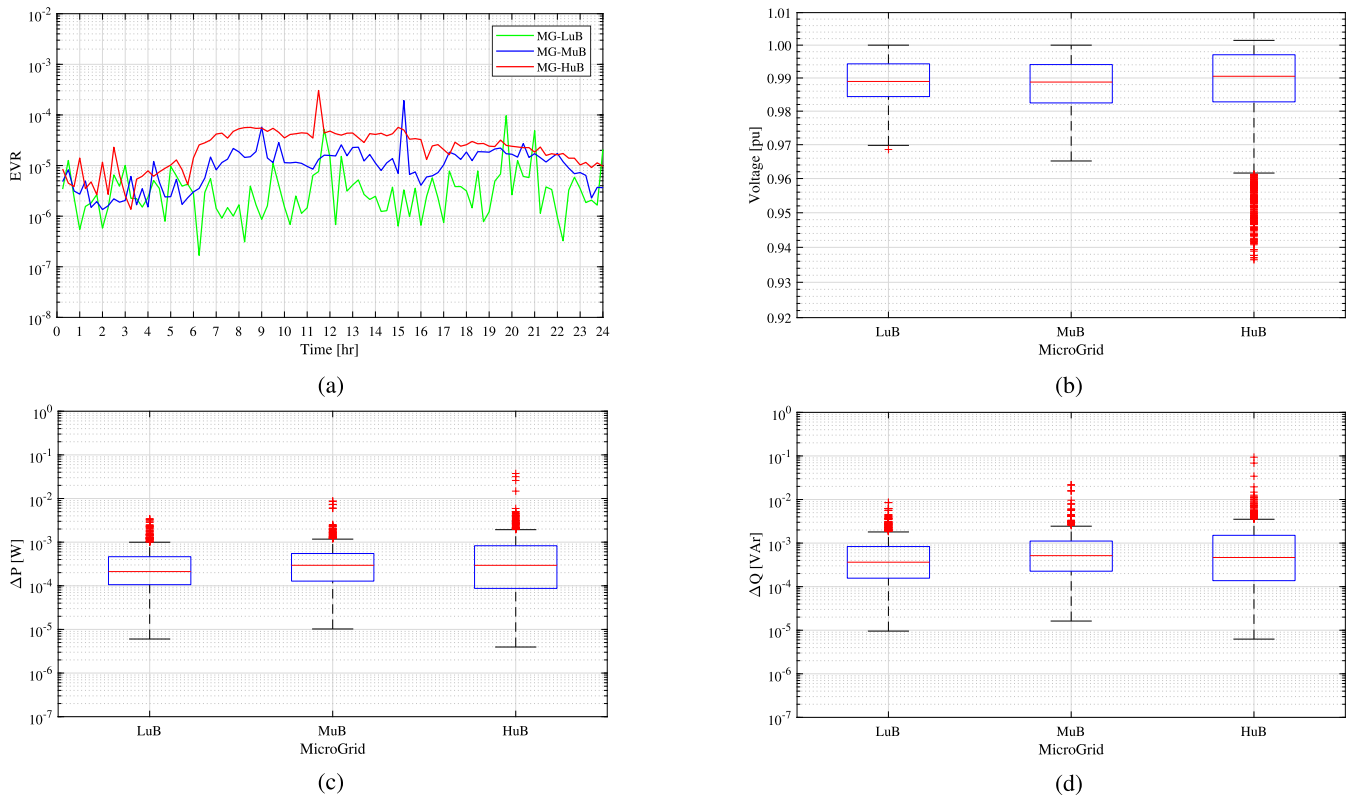 10^-2
10^-3
10^-4
10^-5
10^-6
10^-7
10^-8
EVR
MG-LuB
MG-MuB
MG-HuB
0 1 2 3 4 5 6 7 8 9 10 11 12 13 14 15 16 17 18 19 20 21 22 23 24
Time [hr]
(a)
1.01
1.00
0.99
0.98
0.97
0.96
0.95
0.94
0.93
0.92
Voltage [pu]
LuB MuB HuB
MicroGrid
(b)
10^0
10^-1
10^-2
10^-3
10^-4
10^-5
10^-6
10^-7
ΔP [W]
LuB MuB HuB
MicroGrid
(c)
10^0
10^-1
10^-2
10^-3
10^-4
10^-5
10^-6
10^-7
ΔQ [VAr]
LuB MuB HuB
MicroGrid
(d)